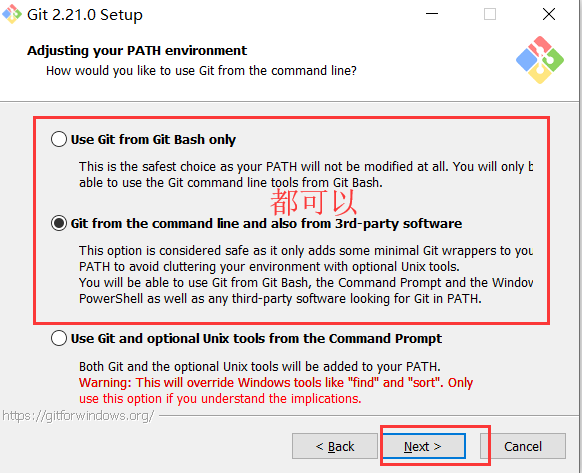 Git 2.21.0 Setup
Adjusting your PATH environment
How would you like to use Git from the command line?
Use Git from Git Bash only
This is the safest choice as your PATH will not be modified at all. You will only b
able to use the Git command line tools from Git Bash.
都可以
Git from the command line and also from 3rd-party software
This option is considered safe as it only adds some minimal Git wrappers to you
PATH to avoid cluttering your environment with optional Unix tools.
You will be able to use Git from Git Bash, the Command Prompt and the Window
PowerShell as well as any third-party software looking for Git in PATH.
Use Git and optional Unix tools from the Command Prompt
Both Git and the optional Unix tools will be added to your PATH.
Warning: This will override Windows tools like "find" and "sort". Only
use this option if you understand the implications.
https://gitforwindows.org/
< Back
Next >
Cancel